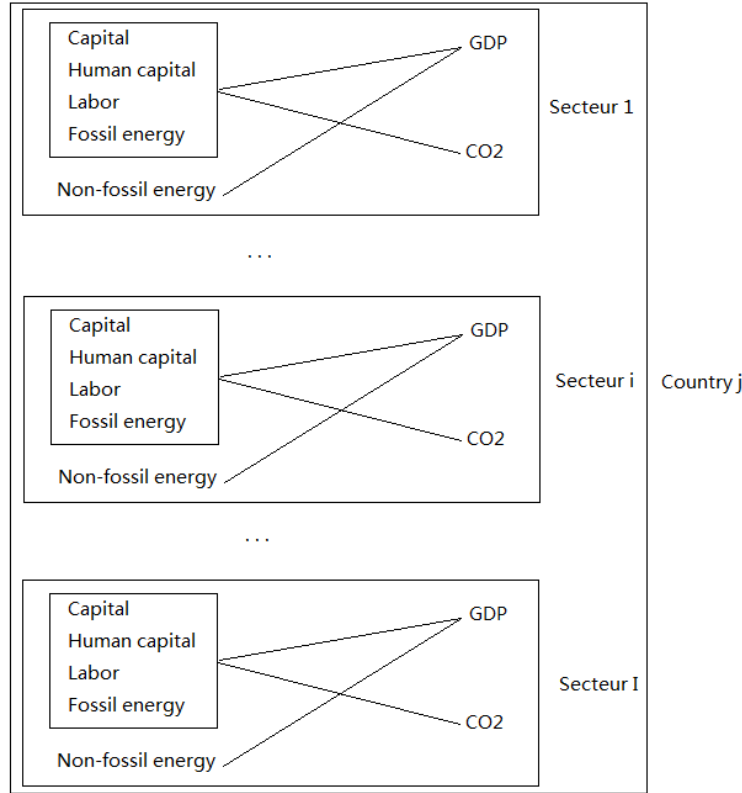 Capital
GDP
Human capital
Labor
Secteur 1
Fossil energy
CO2
Non-fossil energy
...
Capital
GDP
Human capital
Labor
Secteur i
Country j
Fossil energy
CO2
Non-fossil energy
...
Capital
GDP
Human capital
Labor
Secteur I
Fossil energy
CO2
Non-fossil energy